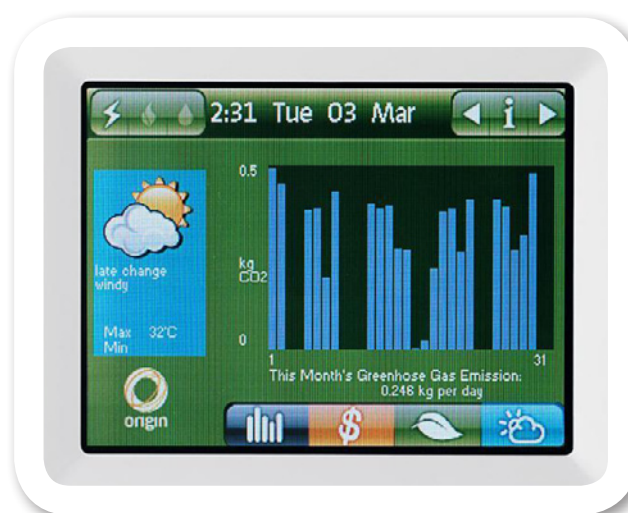 2:31 Tue 03 Mar
i
0.5
kg
CO2
0
1 31
late change
windy
Max 32°C
Min
This Month's Greenhose Gas Emission:
0.246 kg per day
origin
$